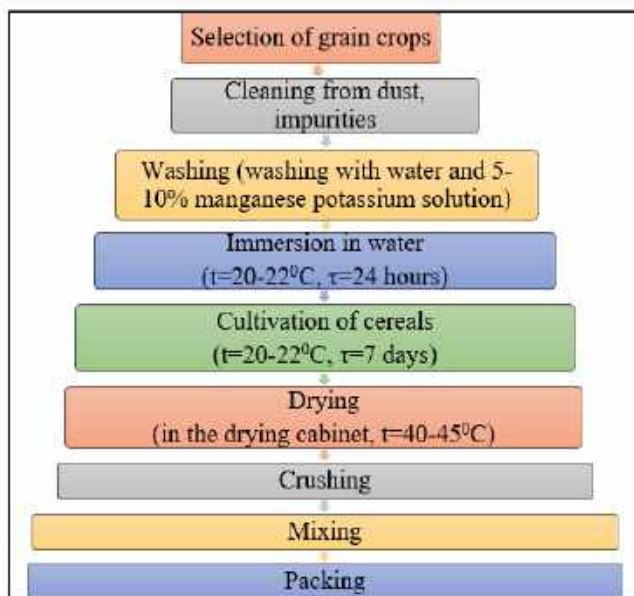 Selection of grain crops
Cleaning from dust,
impurities
Washing (washing with water and 5-
10% manganese potassium solution)
Immersion in water
(t=20-22⁰C, τ=24 hours)
Cultivation of cereals
(t=20-22⁰C, τ=7 days)
Drying
(in the drying cabinet, t=40-45⁰C)
Crushing
Mixing
Packing